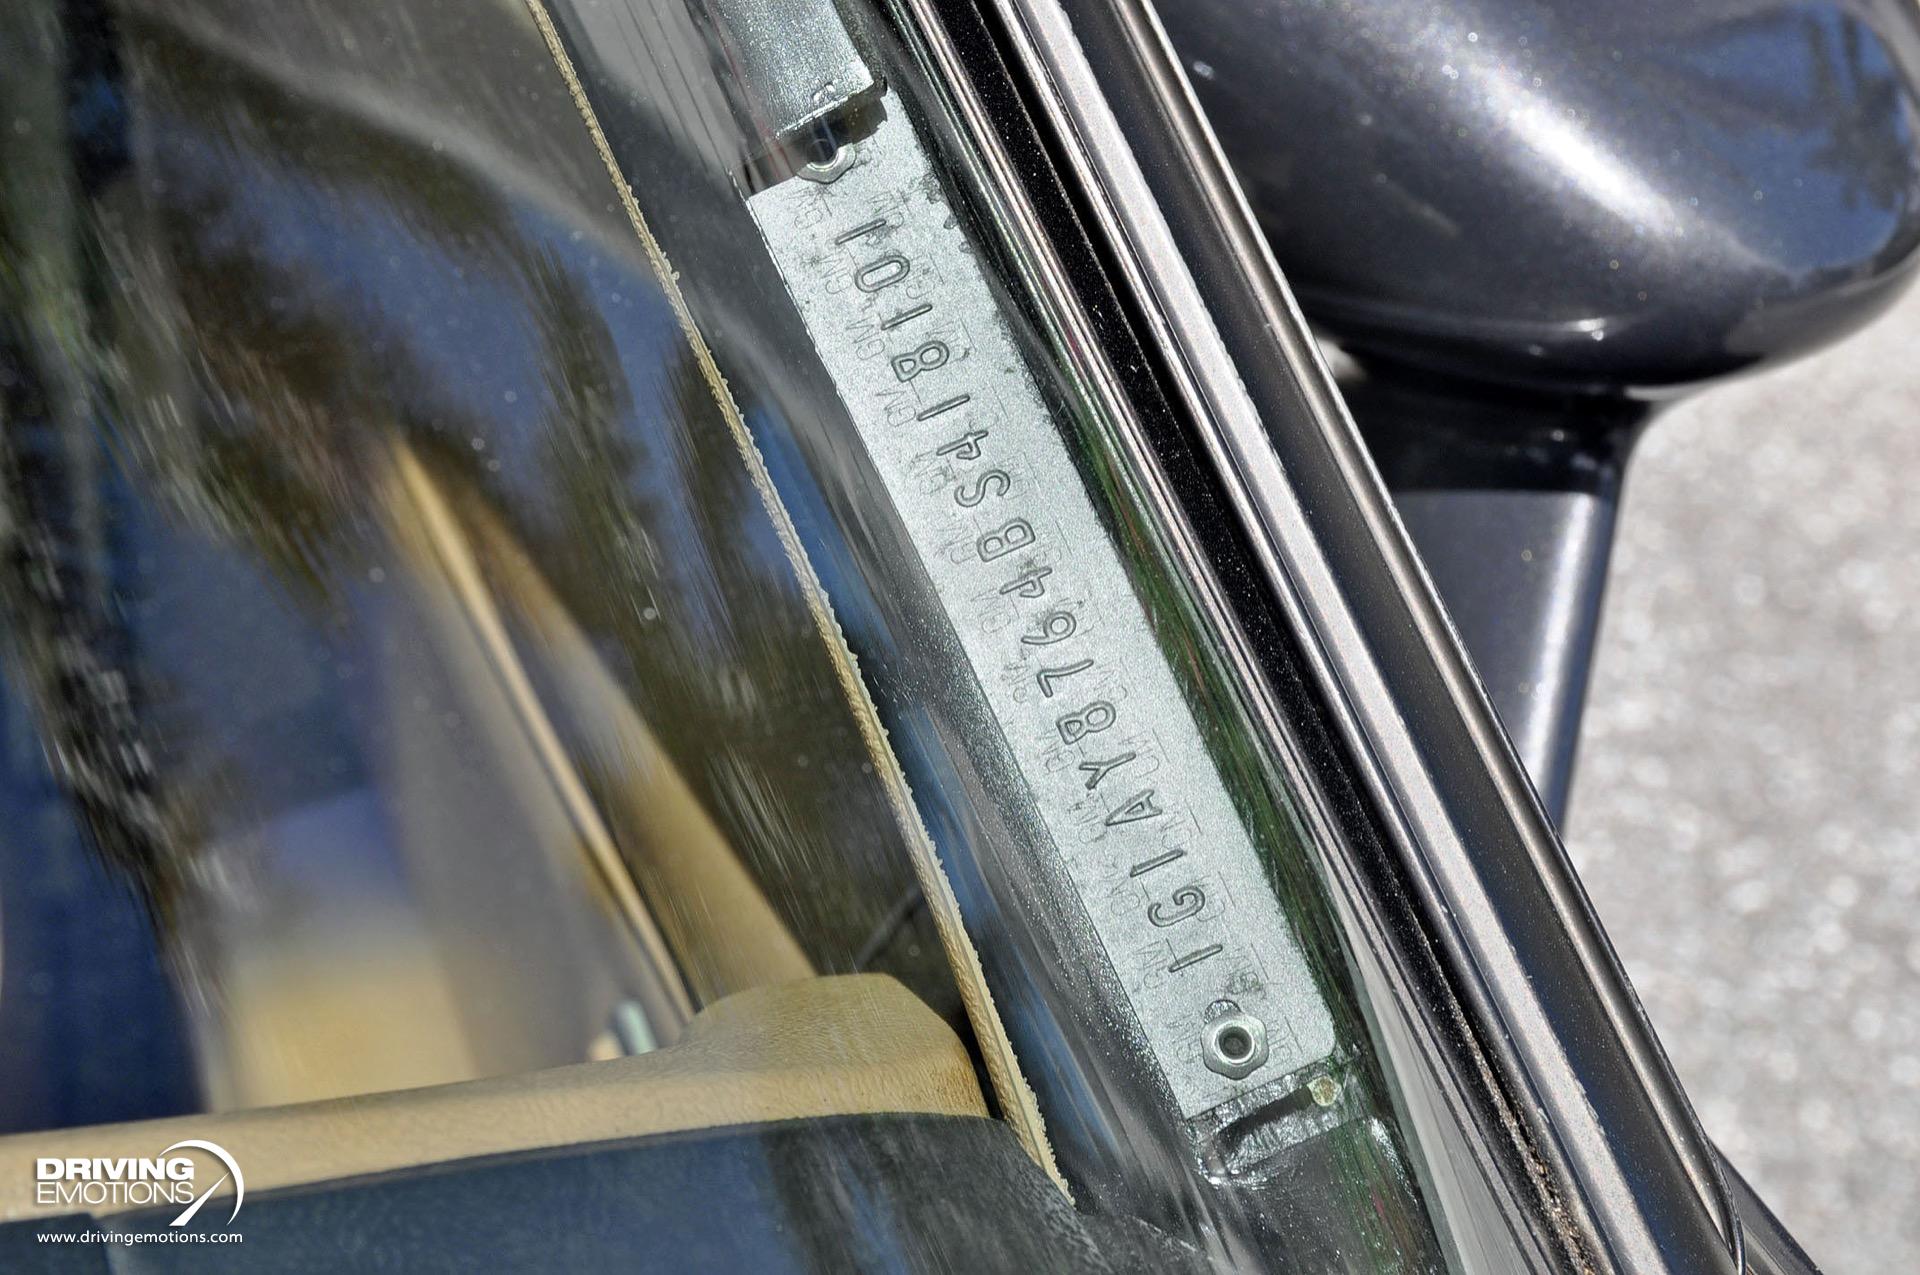 1G1AY8764BS418101
DRIVING
EMOTIONS
www.drivingemotions.com